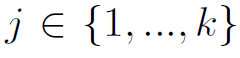 j ∈ {1, ..., k}